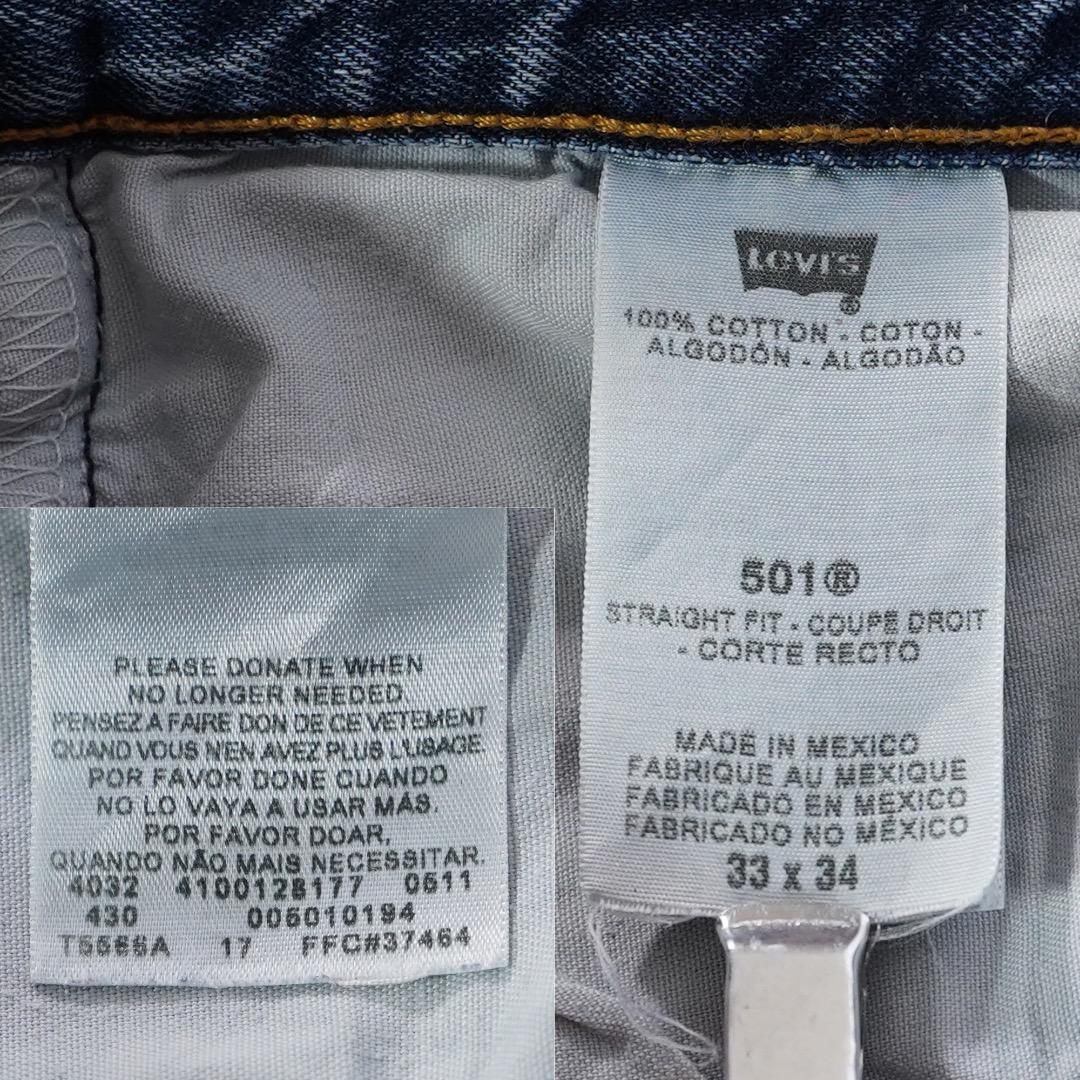 LEVI'S
®
100% COTTON - COTON -
ALGODÓN - ALGODÃO
501®
STRAIGHT FIT - COUPE DROIT
- CORTE RECTO
MADE IN MEXICO
FABRIQUE AU MEXIQUE
FABRICADO EN MEXICO
FABRICADO NO MÉXICO
33 x 34
PLEASE DONATE WHEN
NO LONGER NEEDED.
PENSEZ A FAIRE DON DE CE VETEMENT
QUAND VOUS N'EN AVEZ PLUS L'USAGE.
POR FAVOR DONE CUANDO
NO LO VAYA A USAR MÁS.
POR FAVOR DOAR,
QUANDO NÃO MAIS NECESSITAR.
4032 4100128177 0511
430 005010194
17 FFC#37464